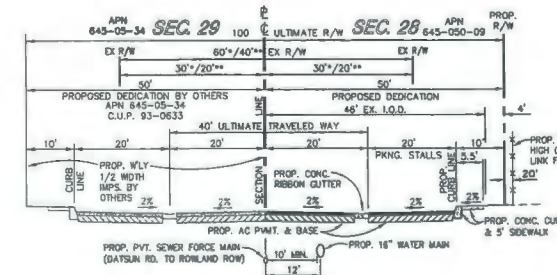 APN
645-05-34
SEC. 29
100
ULTIMATE R/W
SEC. 28
APN
645-050-09
PROP.
R/W
EX R/W
60'*/40'**
EX R/W
30'*/20'**
30'*/20'**
50'
50'
PROPOSED DEDICATION BY OTHERS
APN 645-05-34
C.U.P. 93-0633
LINE
PROPOSED DEDICATION
46' EX. I.O.D.
4'
40' ULTIMATE TRAVELED WAY
10'
20'
20'
20'
20'
10'
PKNG. STALLS
5.5'
PROP.
HIGH
LINK
20'
CURB
LINE
PROP. W'LY
1/2 WIDTH
IMPS. BY
OTHERS
SECTION
PROP. CONC.
RIBBON GUTTER
PROP.
CURB LINE
2%
2%
2%
2%
2%
PROP. AC PVMT. & BASE
PROP. CONC.
& 5' SIDEWALK
PROP. PVT. SEWER FORCE MAIN
(DATSUN RD. TO ROWLAND ROW)
10' MIN.
12'
PROP. 16" WATER MAIN